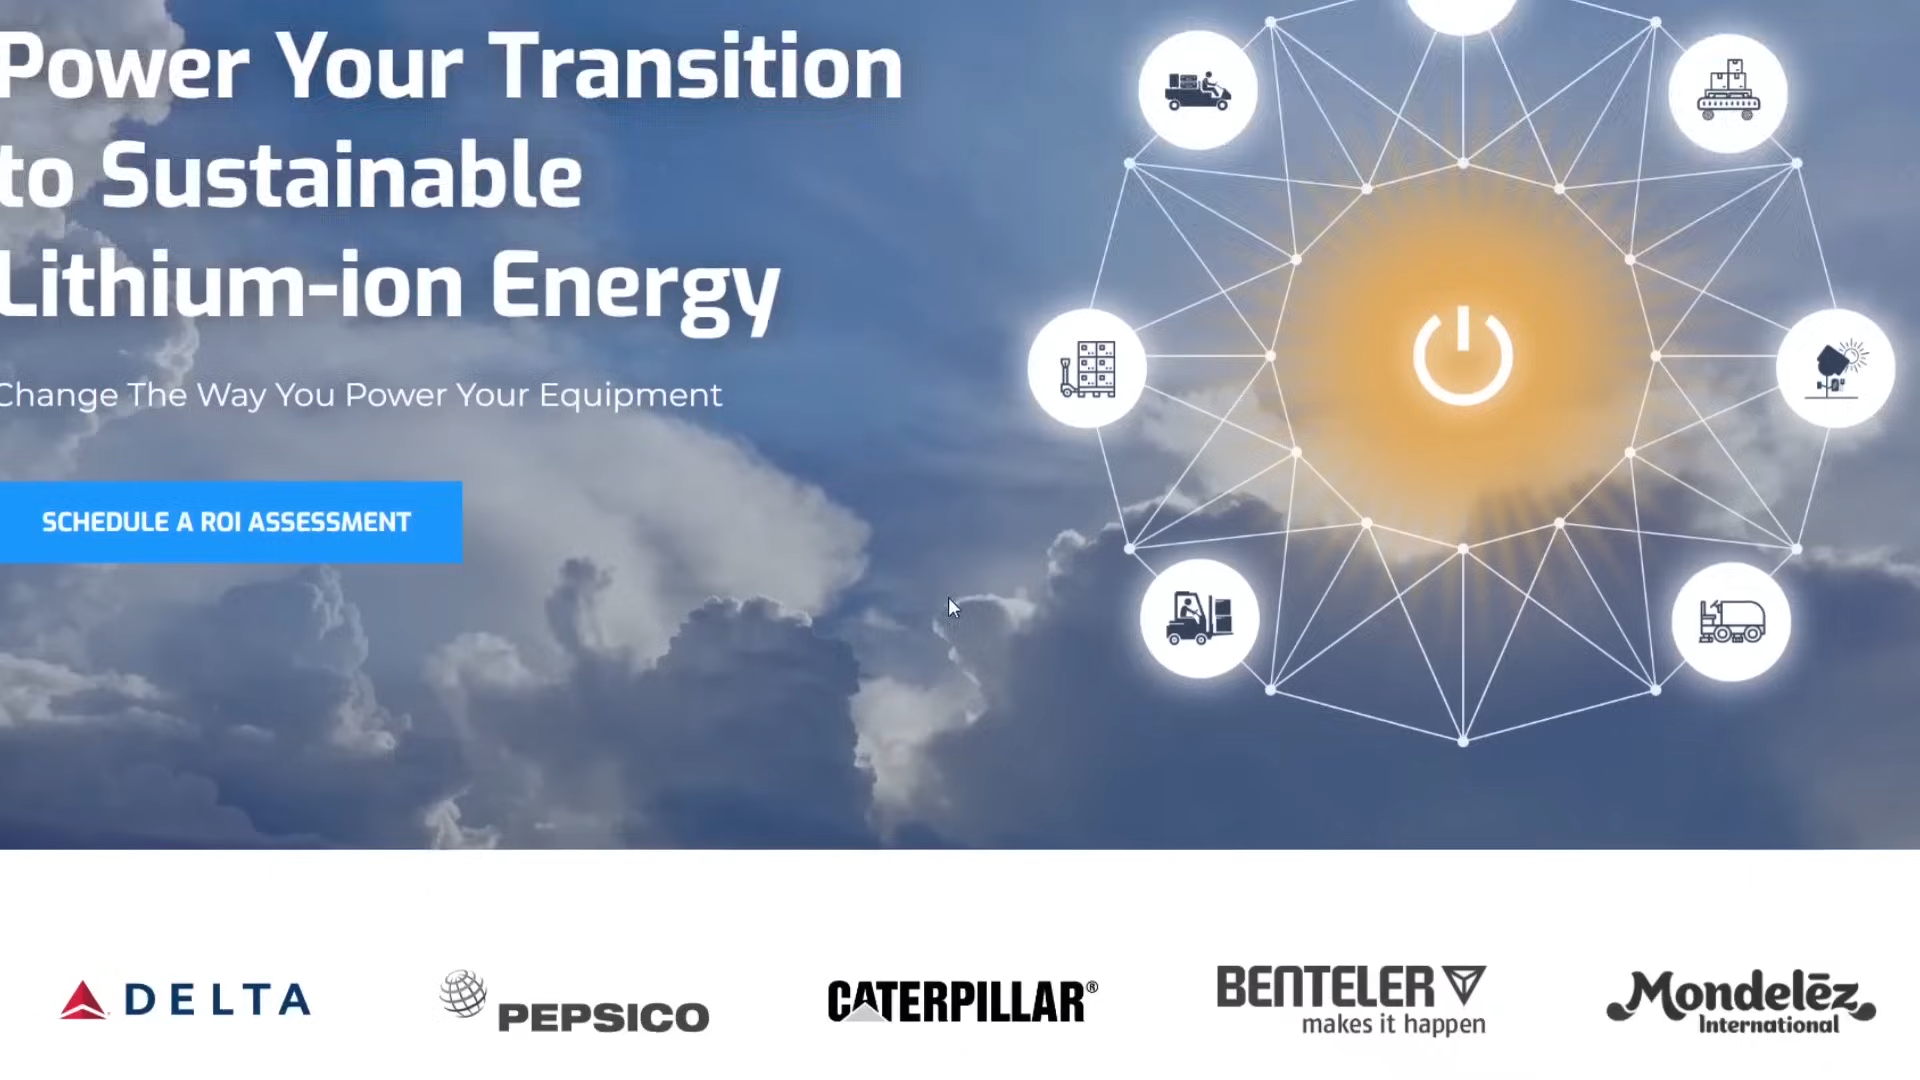 Power Your Transition
to Sustainable
Lithium-ion Energy
Change The Way You Power Your Equipment
SCHEDULE A ROI ASSESSMENT
DELTA
PEPSICO
CATERPILLAR®
BENTELER
makes it happen
Mondelēz
International